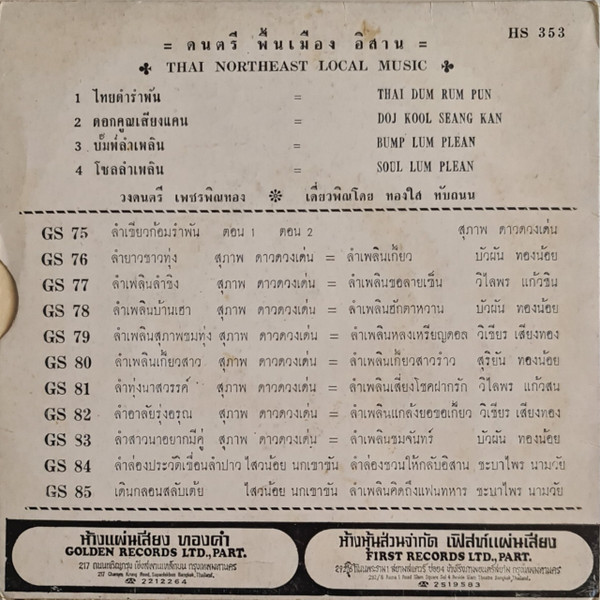 HS 353
= ดนตรี พื้นเมือง อิสาน =
THAI NORTHEAST LOCAL MUSIC
1 ไทยดำรำพัน = THAI DUM RUM PUN
2 ดอกคูณเสียงแคน = DOJ KOOL SEANG KAN
3 บั๊มพ์ลำเพลิน = BUMP LUM PLEAN
4 โซลลำเพลิน = SOUL LUM PLEAN
วงดนตรี เพชรพิณทอง เดี่ยวพิณโดย ทองใส ทับถนน
GS 75 ลำเขียวก้อมรำพัน ตอน 1 ตอน 2 สุภาพ ดาวดวงเด่น
GS 76 ลำยาวชาวทุ่ง สุภาพ ดาวดวงเด่น = ลำเพลินเกี้ยว บัวผัน ทองน้อย
GS 77 ลำเพลินลำซิ่ง สุภาพ ดาวดวงเด่น = ลำเพลินขอลายเซ็น วิไลพร แก้วชิน
GS 78 ลำเพลินบ้านเฮา สุภาพ ดาวดวงเด่น = ลำเพลินฮักตาหวาน บัวผัน ทองน้อย
GS 79 ลำเพลินสุภาพชมทุ่ง สุภาพ ดาวดวงเด่น = ลำเพลินหลงเหรียญดอล วิเชียร เสียงทอง
GS 80 ลำเพลินเกี้ยวสาว สุภาพ ดาวดวงเด่น = ลำเพลินเกี้ยวสาวรำว สุริยัน ทองน้อย
GS 81 ลำทุ่งนาสวรรค์ สุภาพ ดาวดวงเด่น = ลำเพลินเสี่ยงโชคฝากรัก วิไลพร แก้วสน
GS 82 ลำอาลัยรุ่งอรุณ สุภาพ ดาวดวงเด่น = ลำเพลินแกล้งยอขอเกี้ยว วิเชียร เสียงทอง
GS 83 ลำสาวนาอยากมีคู่ สุภาพ ดาวดวงเด่น = ลำเพลินชมจันทร์ บัวผัน ทองน้อย
GS 84 ลำล่องประวัติเขื่อนลำปาว ไสวน้อย นกเขาขัน ลำล่องชวนให้กลับอิสาน ชะบาไพร นามวัย
GS 85 เดินกลอนสลับเต้ย ไสวน้อย นกเขาขัน ลำเพลินคิดถึงแฟนทหาร ชะบาไพร นามวัย
ห้างแผ่นเสียง ทองคำ
GOLDEN RECORDS LTD.,PART.
217 ถนนเจริญกรุง
☎ 2212264
ห้างหุ้นส่วนจำกัด เฟิสท์แผ่นเสียง
FIRST RECORDS LTD.,PART.
☎ 2519583